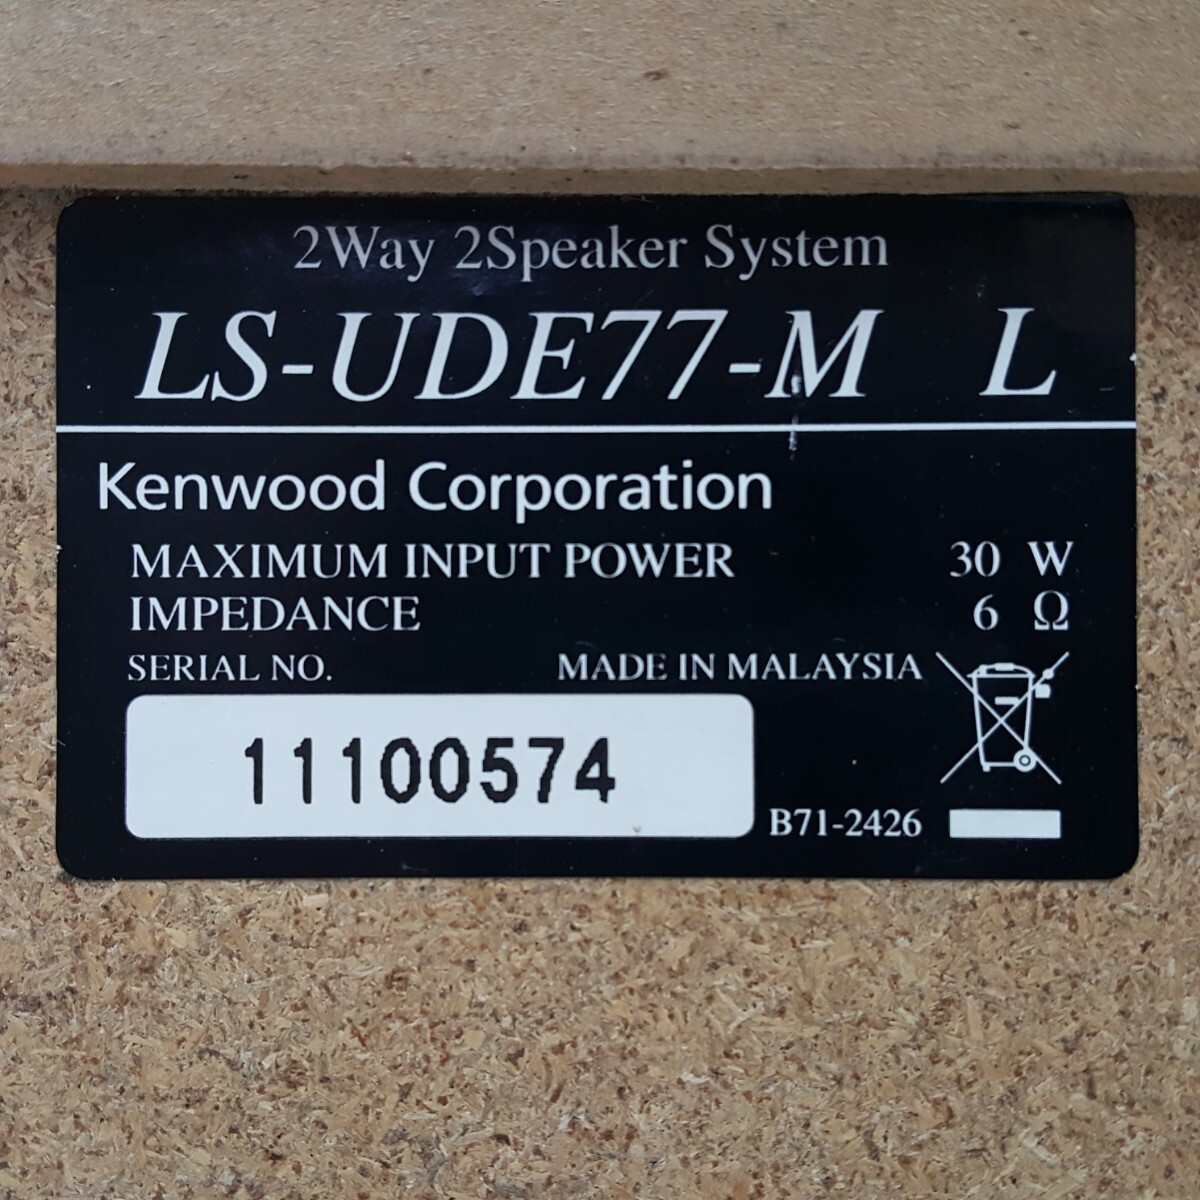 2Way 2Speaker System
LS-UDE77-M L
Kenwood Corporation
MAXIMUM INPUT POWER 30 W
IMPEDANCE 6 Ω
SERIAL NO. MADE IN MALAYSIA
11100574
B71-2426